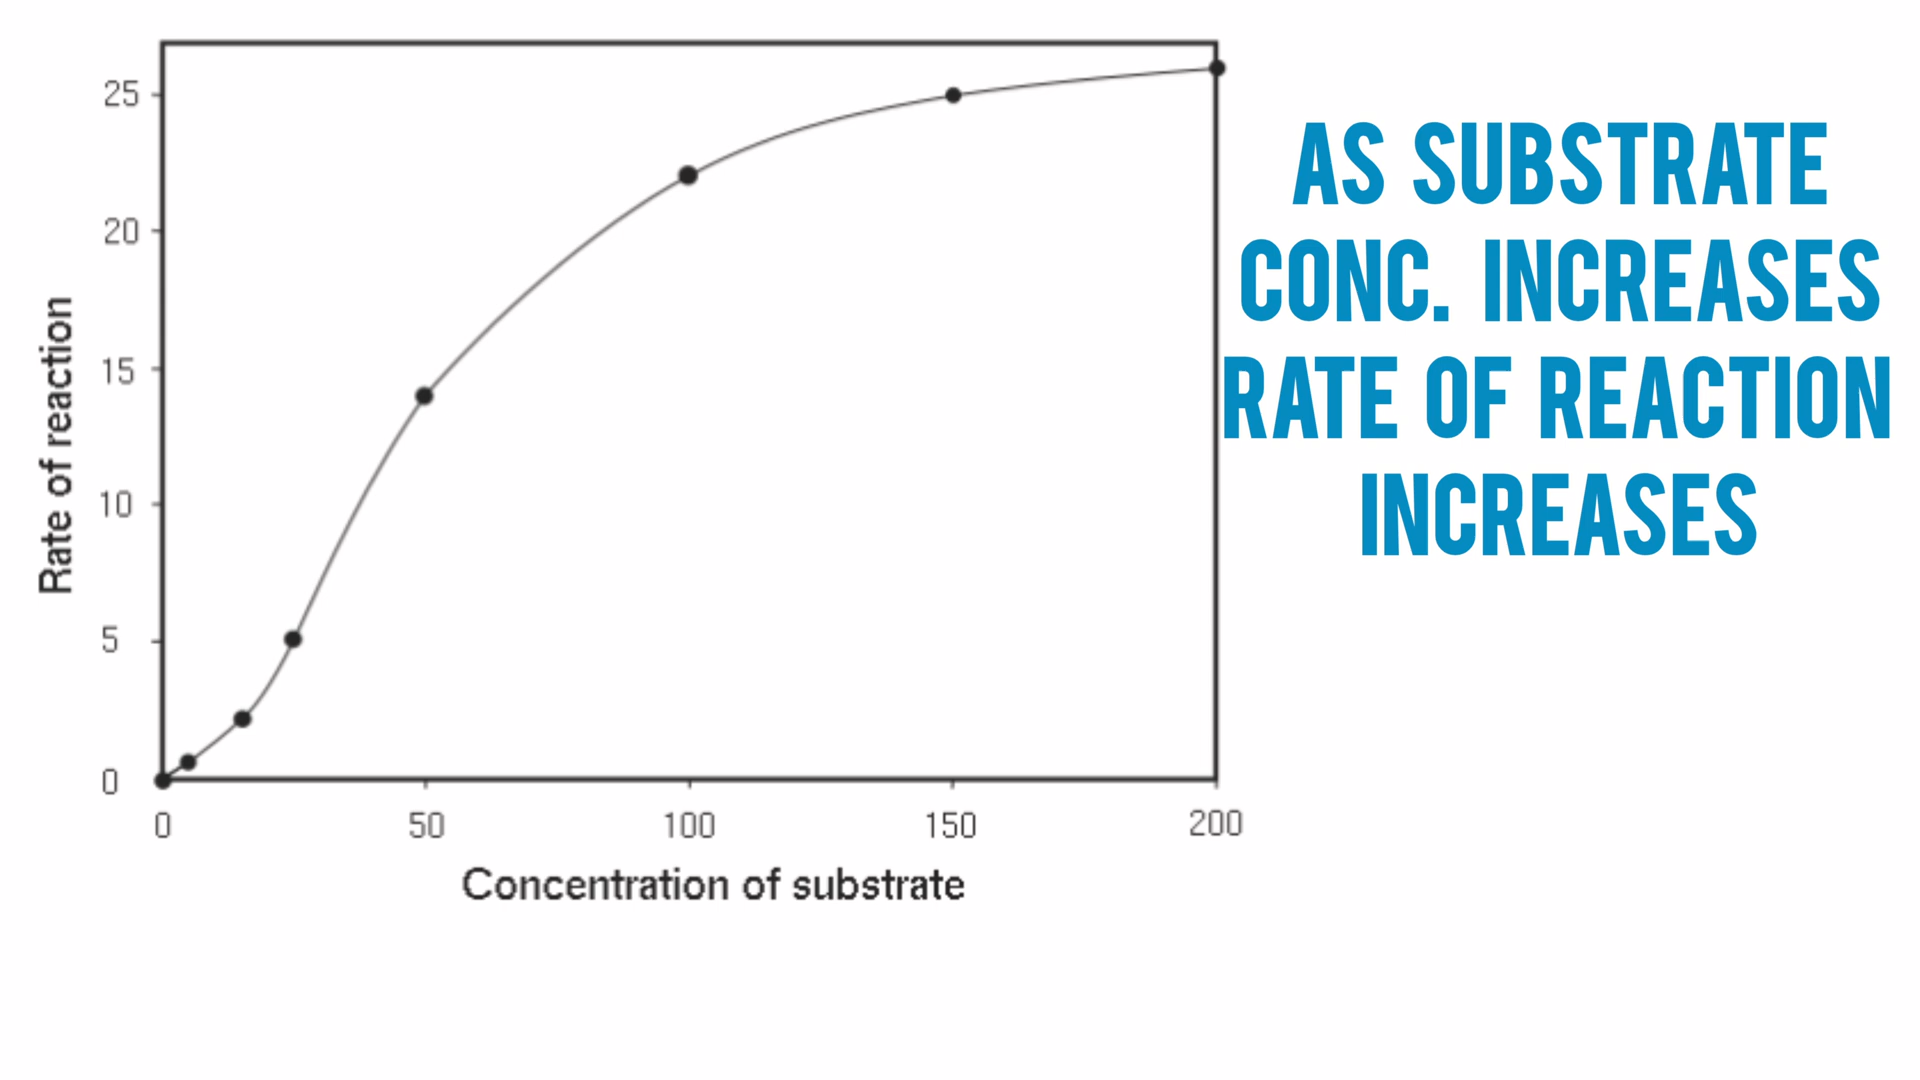 25
20
15
10
5
0
Rate of reaction
0 50 100 150 200
Concentration of substrate
AS SUBSTRATE
CONC. INCREASES
RATE OF REACTION
INCREASES